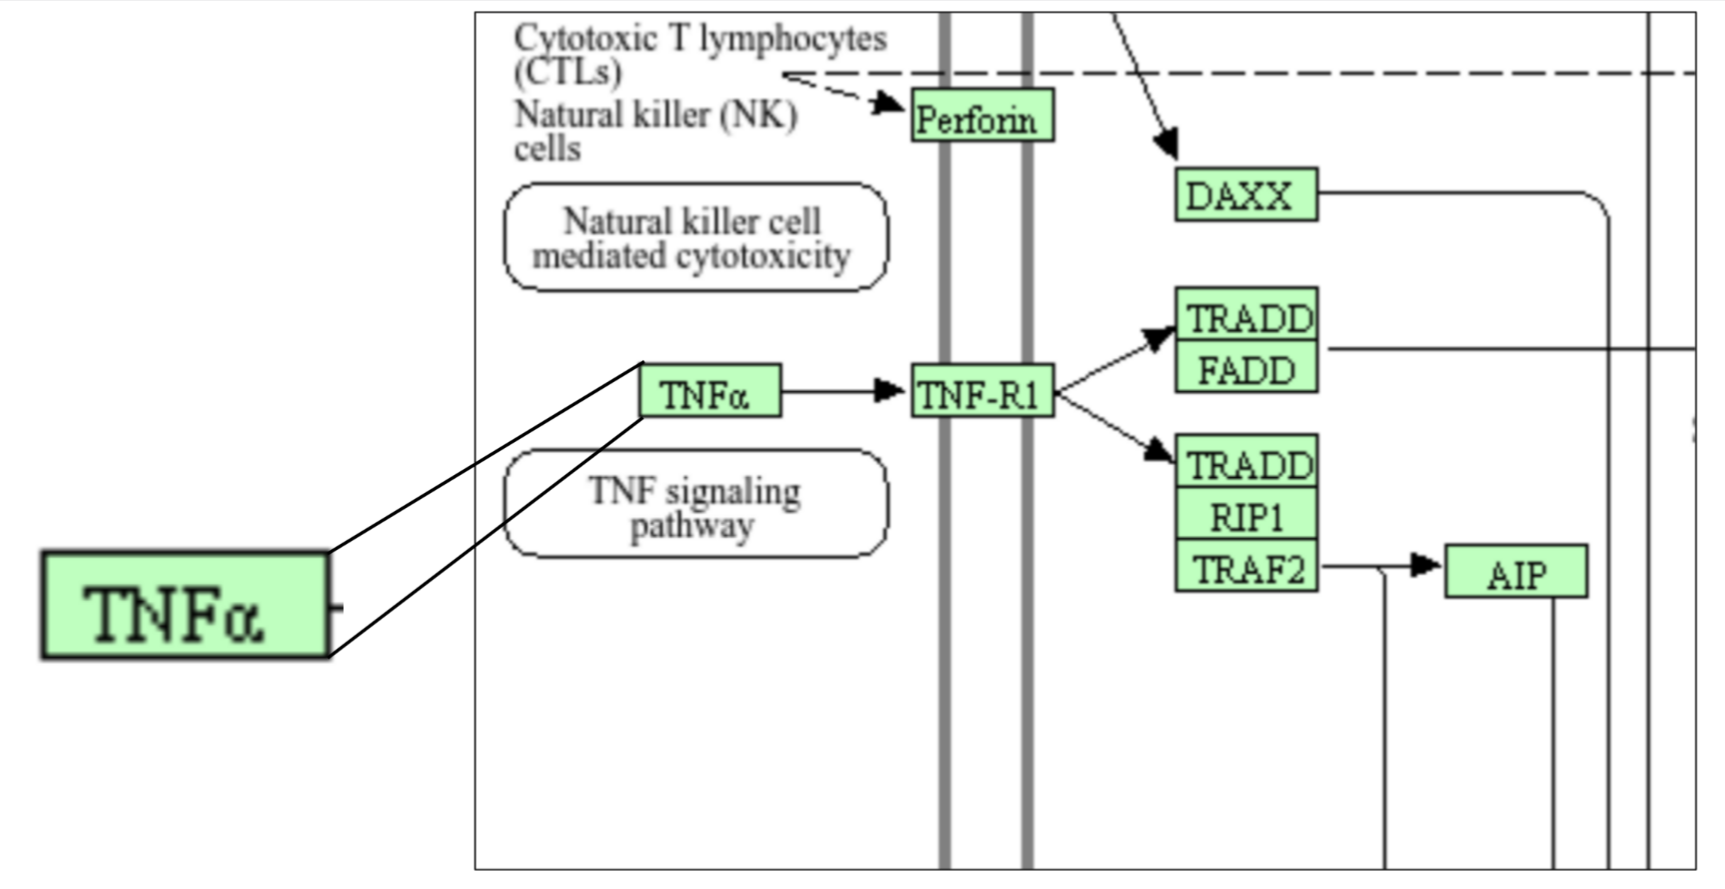 Cytotoxic T lymphocytes
(CTLs)
Natural killer (NK)
cells
Perforin
DAXX
Natural killer cell
mediated cytotoxicity
TRADD
FADD
TNFα
TNF-R1
TRADD
RIP1
TRAF2
AIP
TNF signaling
pathway
TNFα